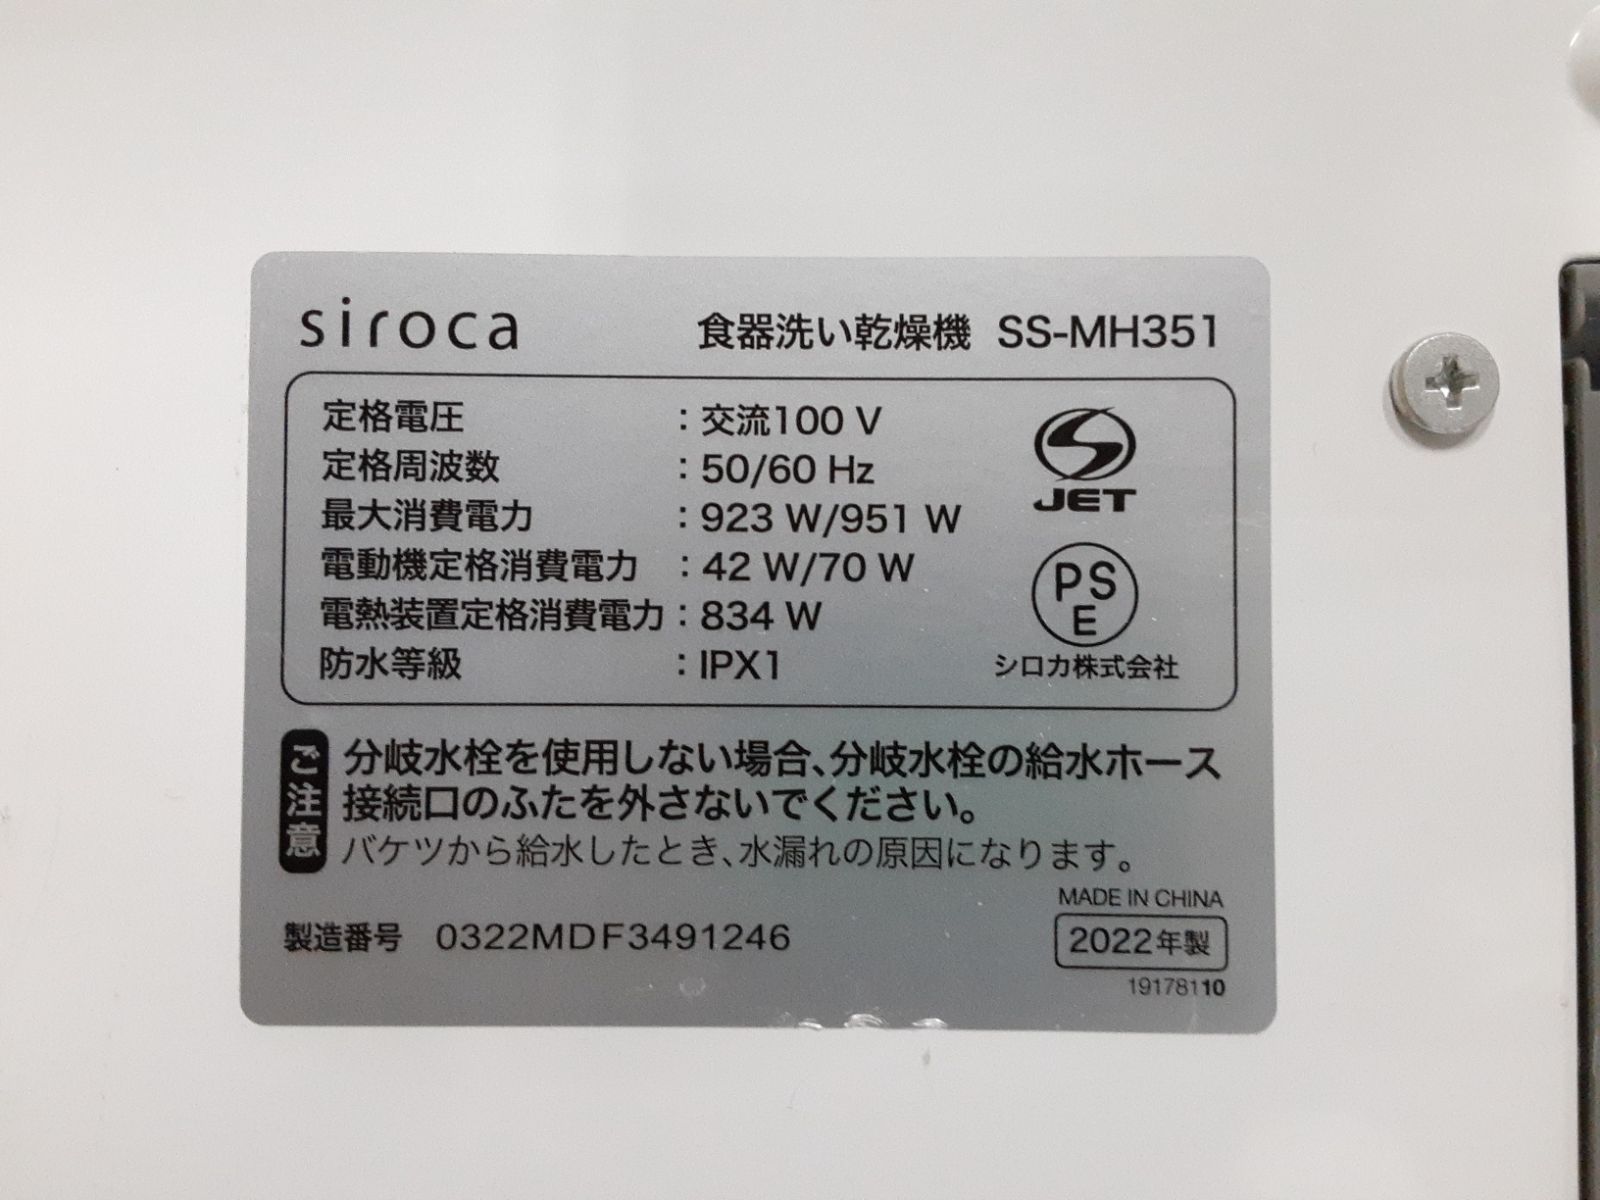 siroca 食器洗い乾燥機 SS-MH351
定格電圧 : 交流100 V
定格周波数 : 50/60 Hz
最大消費電力 : 923 W/951 W
電動機定格消費電力 : 42 W/70 W
電熱装置定格消費電力 : 834 W
防水等級 : IPX1
JET
PS
E
シロカ株式会社
ご注意
分岐水栓を使用しない場合、分岐水栓の給水ホース
接続口のふたを外さないでください。
バケツから給水したとき、水漏れの原因になります。
製造番号 0322MDF3491246
MADE IN CHINA
2022年製
19178110